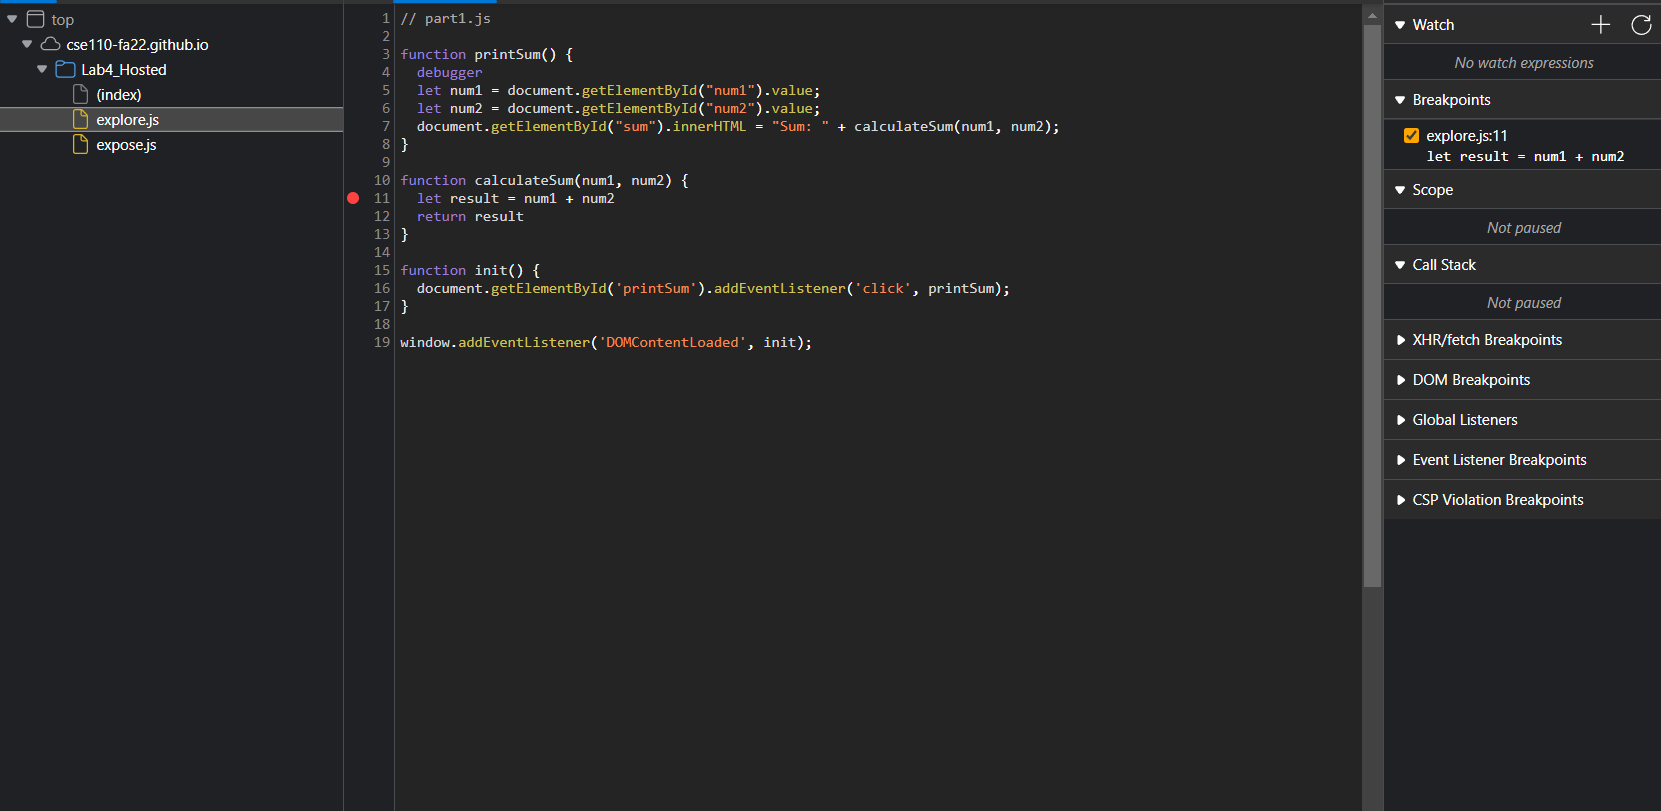 top
cse110-fa22.github.io
Lab4_Hosted
(index)
explore.js
expose.js
1 // part1.js
2
3 function printSum() {
4   debugger
5   let num1 = document.getElementById("num1").value;
6   let num2 = document.getElementById("num2").value;
7   document.getElementById("sum").innerHTML = "Sum: " + calculateSum(num1, num2);
8 }
9
10 function calculateSum(num1, num2) {
11   let result = num1 + num2
12   return result
13 }
14
15 function init() {
16   document.getElementById('printSum').addEventListener('click', printSum);
17 }
18
19 window.addEventListener('DOMContentLoaded', init);
Watch
No watch expressions
Breakpoints
explore.js:11
let result = num1 + num2
Scope
Not paused
Call Stack
Not paused
XHR/fetch Breakpoints
DOM Breakpoints
Global Listeners
Event Listener Breakpoints
CSP Violation Breakpoints